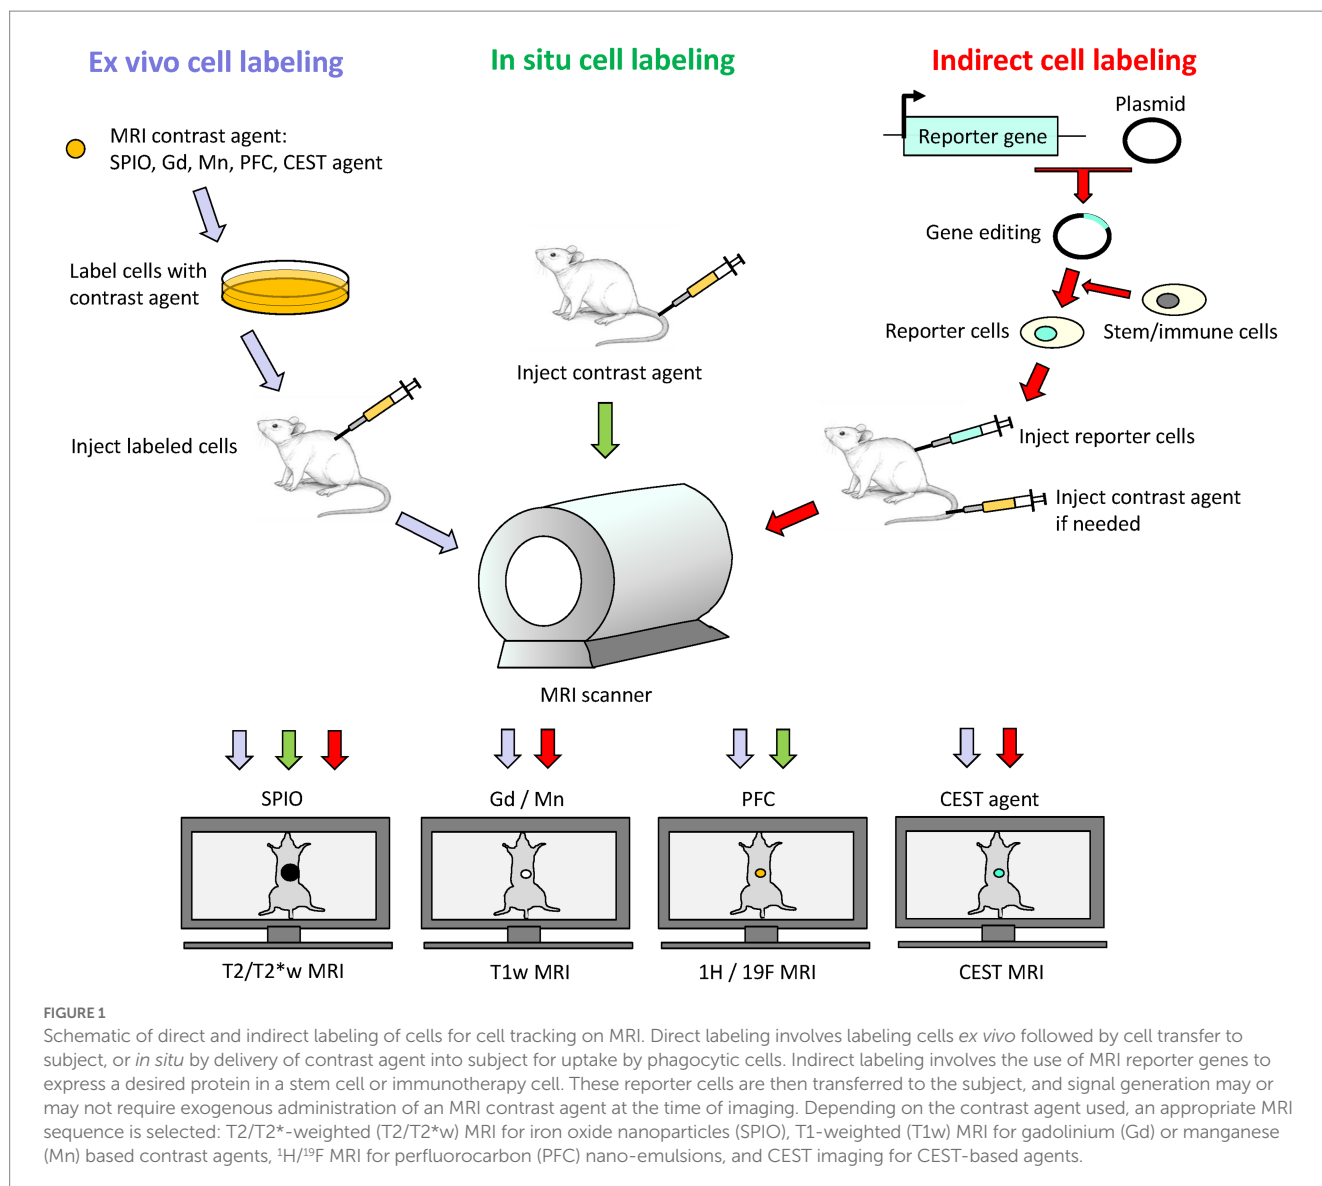 Ex vivo cell labeling
In situ cell labeling
Indirect cell labeling
MRI contrast agent:
SPIO, Gd, Mn, PFC, CEST agent
Label cells with
contrast agent
Inject labeled cells
Inject contrast agent
Plasmid
Reporter gene
Gene editing
Reporter cells
Stem/immune cells
Inject reporter cells
Inject contrast agent
if needed
MRI scanner
SPIO
Gd / Mn
PFC
CEST agent
T2/T2*w MRI
T1w MRI
1H / 19F MRI
CEST MRI
FIGURE 1
Schematic of direct and indirect labeling of cells for cell tracking on MRI. Direct labeling involves labeling cells ex vivo followed by cell transfer to
subject, or in situ by delivery of contrast agent into subject for uptake by phagocytic cells. Indirect labeling involves the use of MRI reporter genes to
express a desired protein in a stem cell or immunotherapy cell. These reporter cells are then transferred to the subject, and signal generation may or
may not require exogenous administration of an MRI contrast agent at the time of imaging. Depending on the contrast agent used, an appropriate MRI
sequence is selected: T2/T2*-weighted (T2/T2*w) MRI for iron oxide nanoparticles (SPIO), T1-weighted (T1w) MRI for gadolinium (Gd) or manganese
(Mn) based contrast agents, ¹H/¹⁹F MRI for perfluorocarbon (PFC) nano-emulsions, and CEST imaging for CEST-based agents.